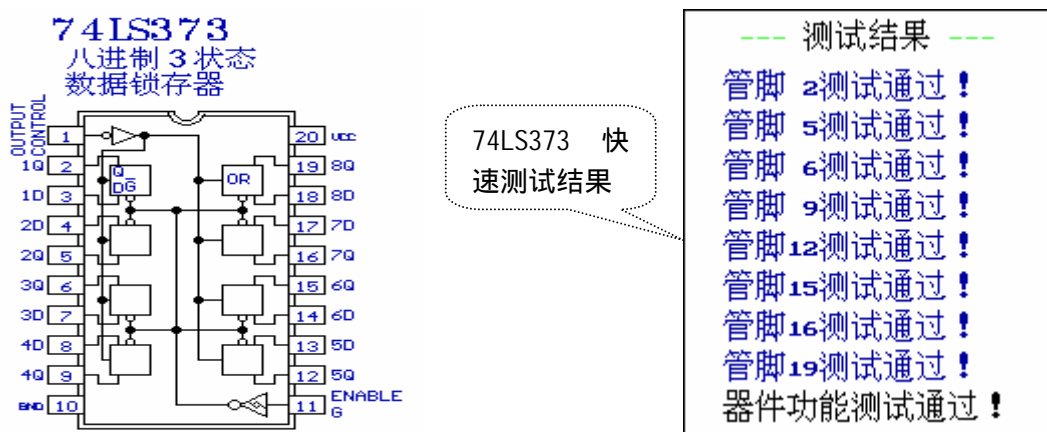 74LS373
八进制 3 状态
数据锁存器
OUTPUT
CONTROL
1 20 VCC
1Q 2 19 8Q
Q
DG̅ OR
1D 3 18 8D
2D 4 17 7D
2Q 5 16 7Q
3Q 6 15 6Q
3D 7 14 6D
4D 8 13 5D
4Q 9 12 5Q
GND 10 11 ENABLE
G
74LS373 快
速测试结果
--- 测试结果 ---
管脚 2测试通过！
管脚 5测试通过！
管脚 6测试通过！
管脚 9测试通过！
管脚12测试通过！
管脚15测试通过！
管脚16测试通过！
管脚19测试通过！
器件功能测试通过！